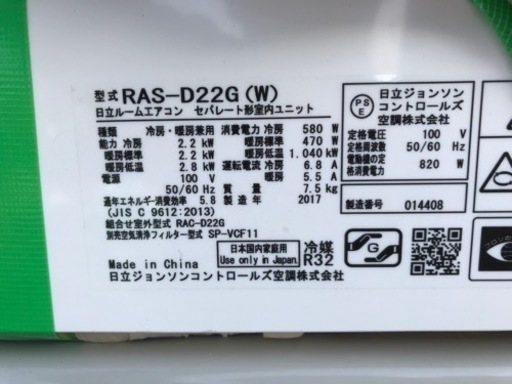 型式 RAS-D22G(W)
日立ルームエアコン セパレート形室内ユニット
種類 冷房・暖房兼用 消費電力 冷房 580 W
能力 冷房 2.2 kW 暖房標準 470 W
暖房標準 2.2 kW 暖房低温 1.040 kW
暖房低温 2.8 kW 運転電流 冷房 6.8 A
電源 100 V 暖房 5.5 A
50/60 Hz 質量 7.5 kg
通年エネルギー消費効率 5.8 製造年 2017
(JIS C 9612:2013)
組合せ室外型式 RAC-D22G
別売空気清浄フィルター型式 SP-VCF11
日本国内家庭用
Use only in Japan.
冷媒
R32
Made in China
日立ジョンソンコントロールズ空調株式会社
PSE
日立ジョンソン
コントロールズ
空調株式会社
定格電圧 100 V
定格周波数 50/60 Hz
電動機の定格消費電力 820 W
製造番号 014408
G